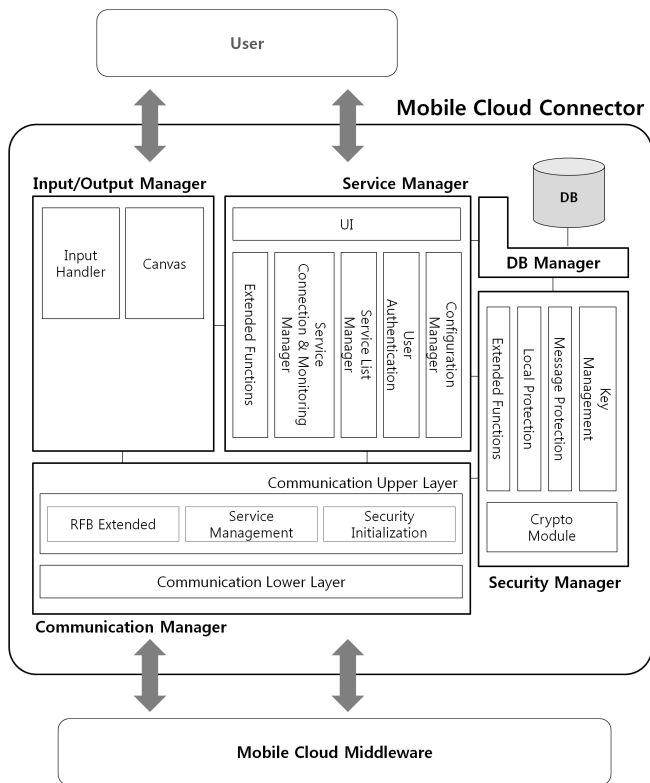 User
Mobile Cloud Connector
Input/Output Manager
Input
Handler
Canvas
Service Manager
UI
Extended Functions
Service
Connection & Monitoring
Manager
Service List
Manager
User
Authentication
Configuration
Manager
DB
DB Manager
Extended Functions
Local Protection
Message Protection
Key
Management
Crypto
Module
Security Manager
Communication Upper Layer
RFB Extended
Service
Management
Security
Initialization
Communication Lower Layer
Communication Manager
Mobile Cloud Middleware